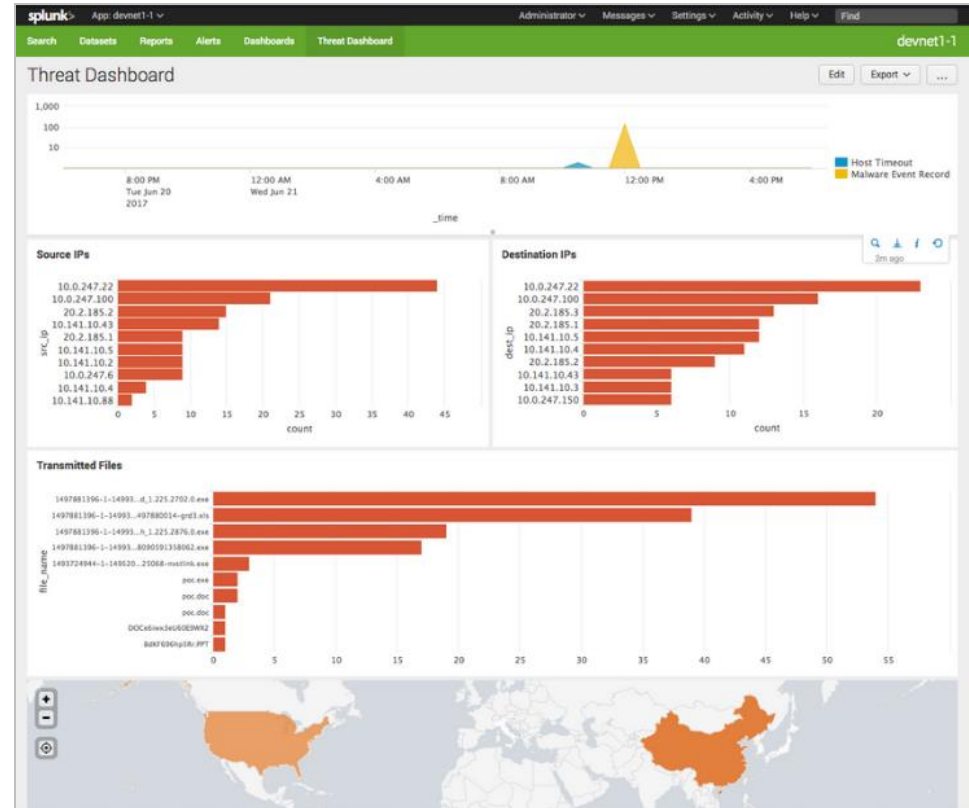 splunk> App: devnet1-1 Administrator Messages Settings Activity Help Find
Search Datasets Reports Alerts Dashboards Threat Dashboard devnet1-1
Threat Dashboard Edit Export ...
1,000
100
10
Host Timeout
Malware Event Record
8:00 PM 12:00 AM 4:00 AM 8:00 AM 12:00 PM 4:00 PM
Tue Jun 20 Wed Jun 21
2017
_time
Source IPs
10.0.247.22
10.0.247.100
20.2.185.2
10.141.10.43
20.2.185.1
10.141.10.5
10.141.10.2
10.0.247.6
10.141.10.4
10.141.10.88
src_ip
0 5 10 15 20 25 30 35 40 45
count
Destination IPs
2m ago
10.0.247.22
10.0.247.100
20.2.185.3
20.2.185.1
10.141.10.5
10.141.10.4
20.2.185.2
10.141.10.43
10.141.10.3
10.0.247.150
dest_ip
0 5 10 15 20
count
Transmitted Files
1497881396-1-14993...d_1.225.2702.0.exe
1497881396-1-14993...497880014-grd3.xls
1497881396-1-14993...h_1.225.2876.0.exe
1497881396-1-14993...8090591358062.exe
poc.exe
poc.doc
poc.doc
file_name
0 5 10 15 20 25 30 35 40 45 50 55